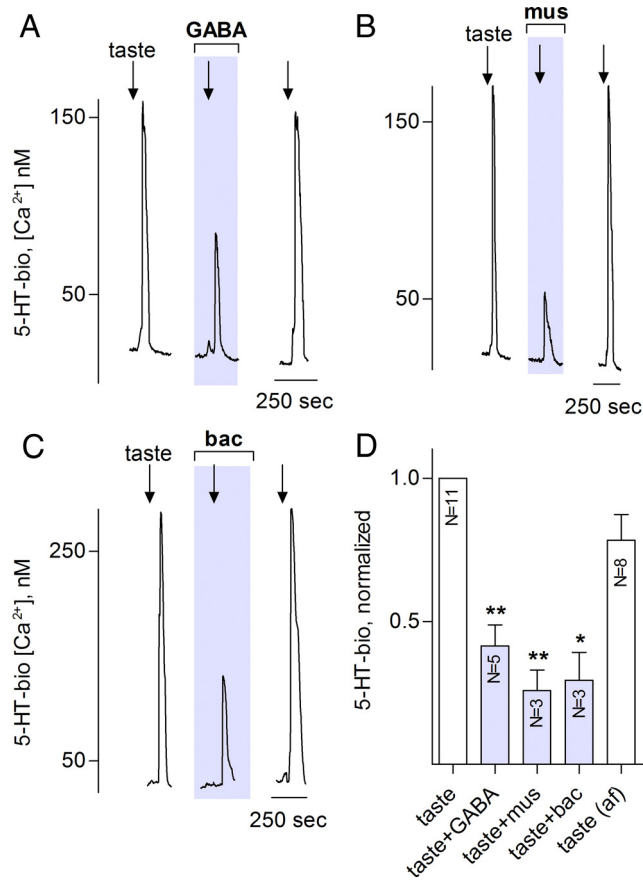 A
GABA
taste
150
50
5-HT-bio, [Ca²⁺] nM
250 sec
B
mus
taste
150
50
250 sec
C
bac
taste
250
50
5-HT-bio [Ca²⁺], nM
250 sec
D
5-HT-bio, normalized
1.0
0.5
N=11
**
N=5
**
N=3
*
N=3
N=8
taste
taste+GABA
taste+mus
taste+bac
taste (af)